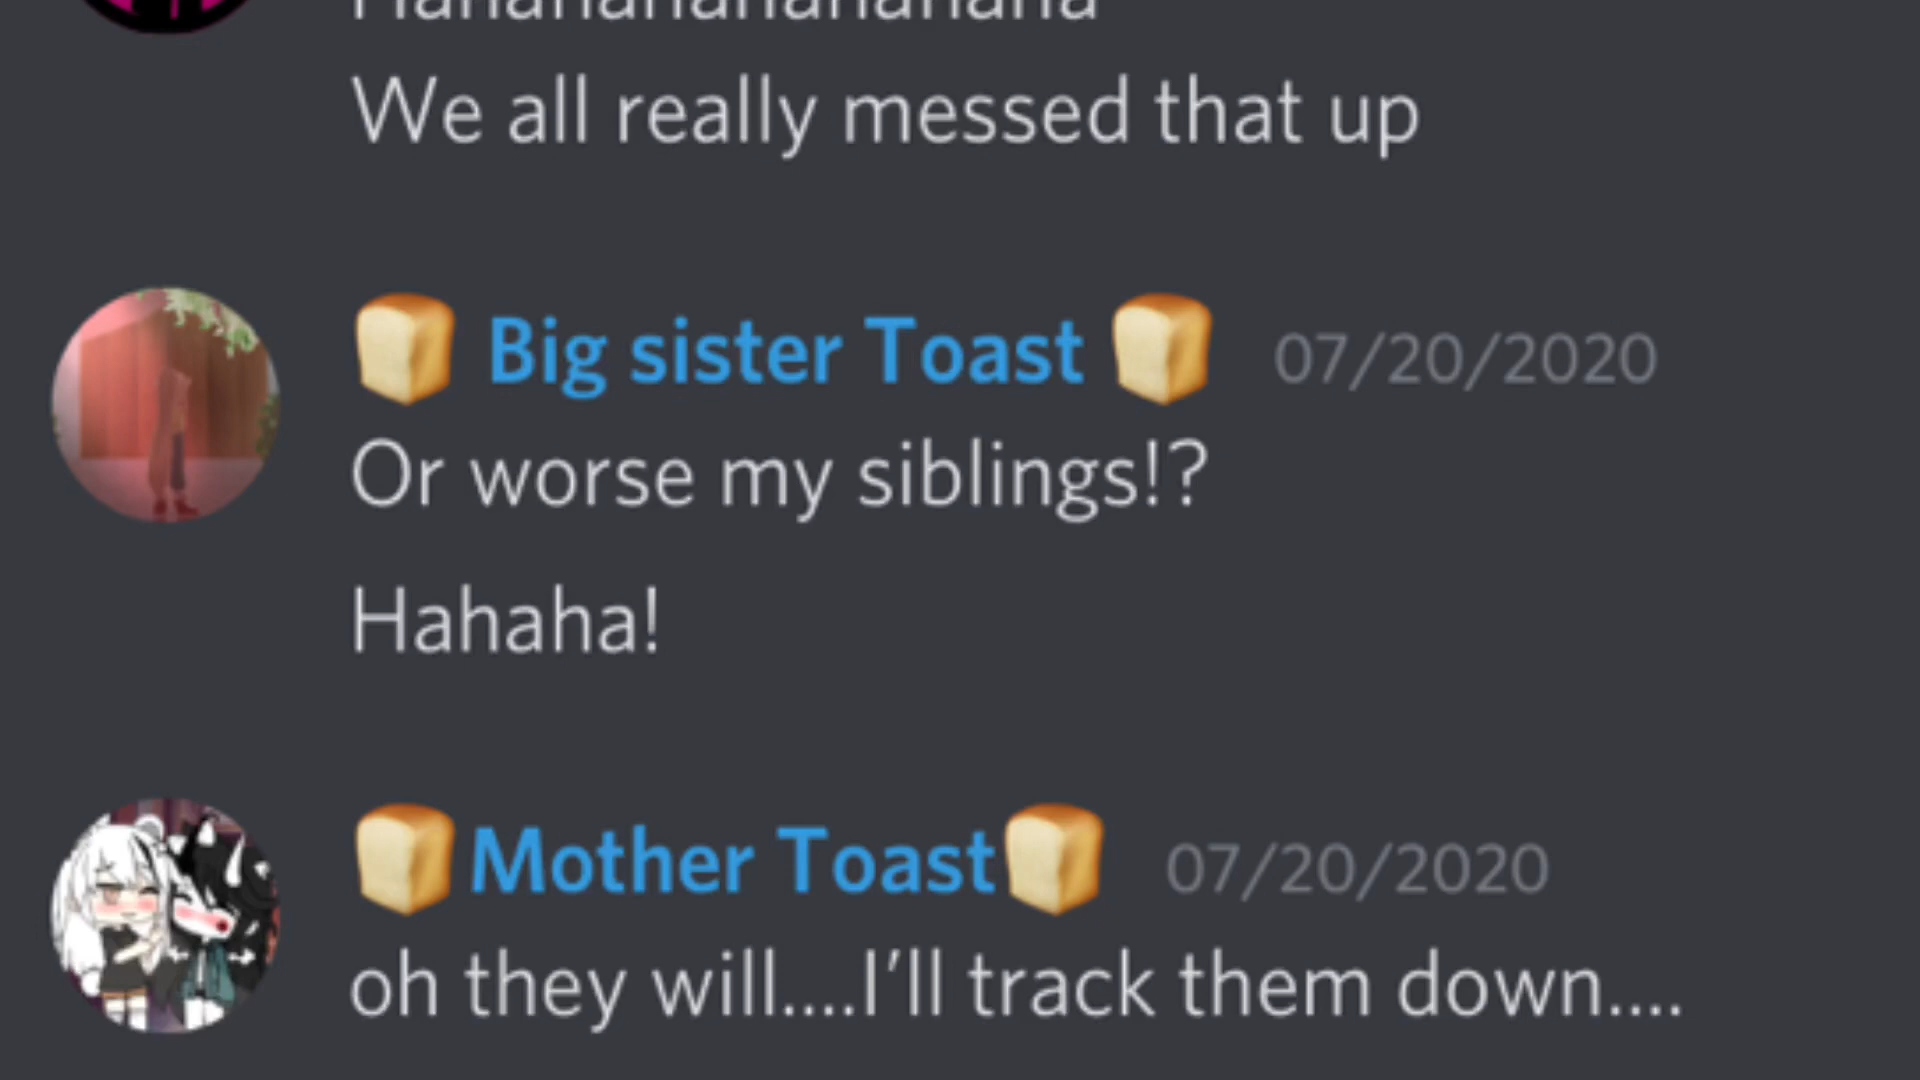 We all really messed that up
🍞 Big sister Toast 🍞 07/20/2020
Or worse my siblings!?
Hahaha!
🍞Mother Toast🍞 07/20/2020
oh they will....I'll track them down....